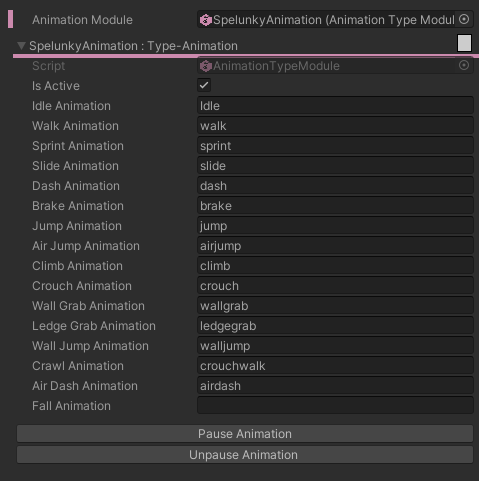 Animation Module SpelunkyAnimation (Animation Type Modul
SpelunkyAnimation : Type-Animation
Script AnimationTypeModule
Is Active
Idle Animation Idle
Walk Animation walk
Sprint Animation sprint
Slide Animation slide
Dash Animation dash
Brake Animation brake
Jump Animation jump
Air Jump Animation airjump
Climb Animation climb
Crouch Animation crouch
Wall Grab Animation wallgrab
Ledge Grab Animation ledgegrab
Wall Jump Animation walljump
Crawl Animation crouchwalk
Air Dash Animation airdash
Fall Animation
Pause Animation
Unpause Animation